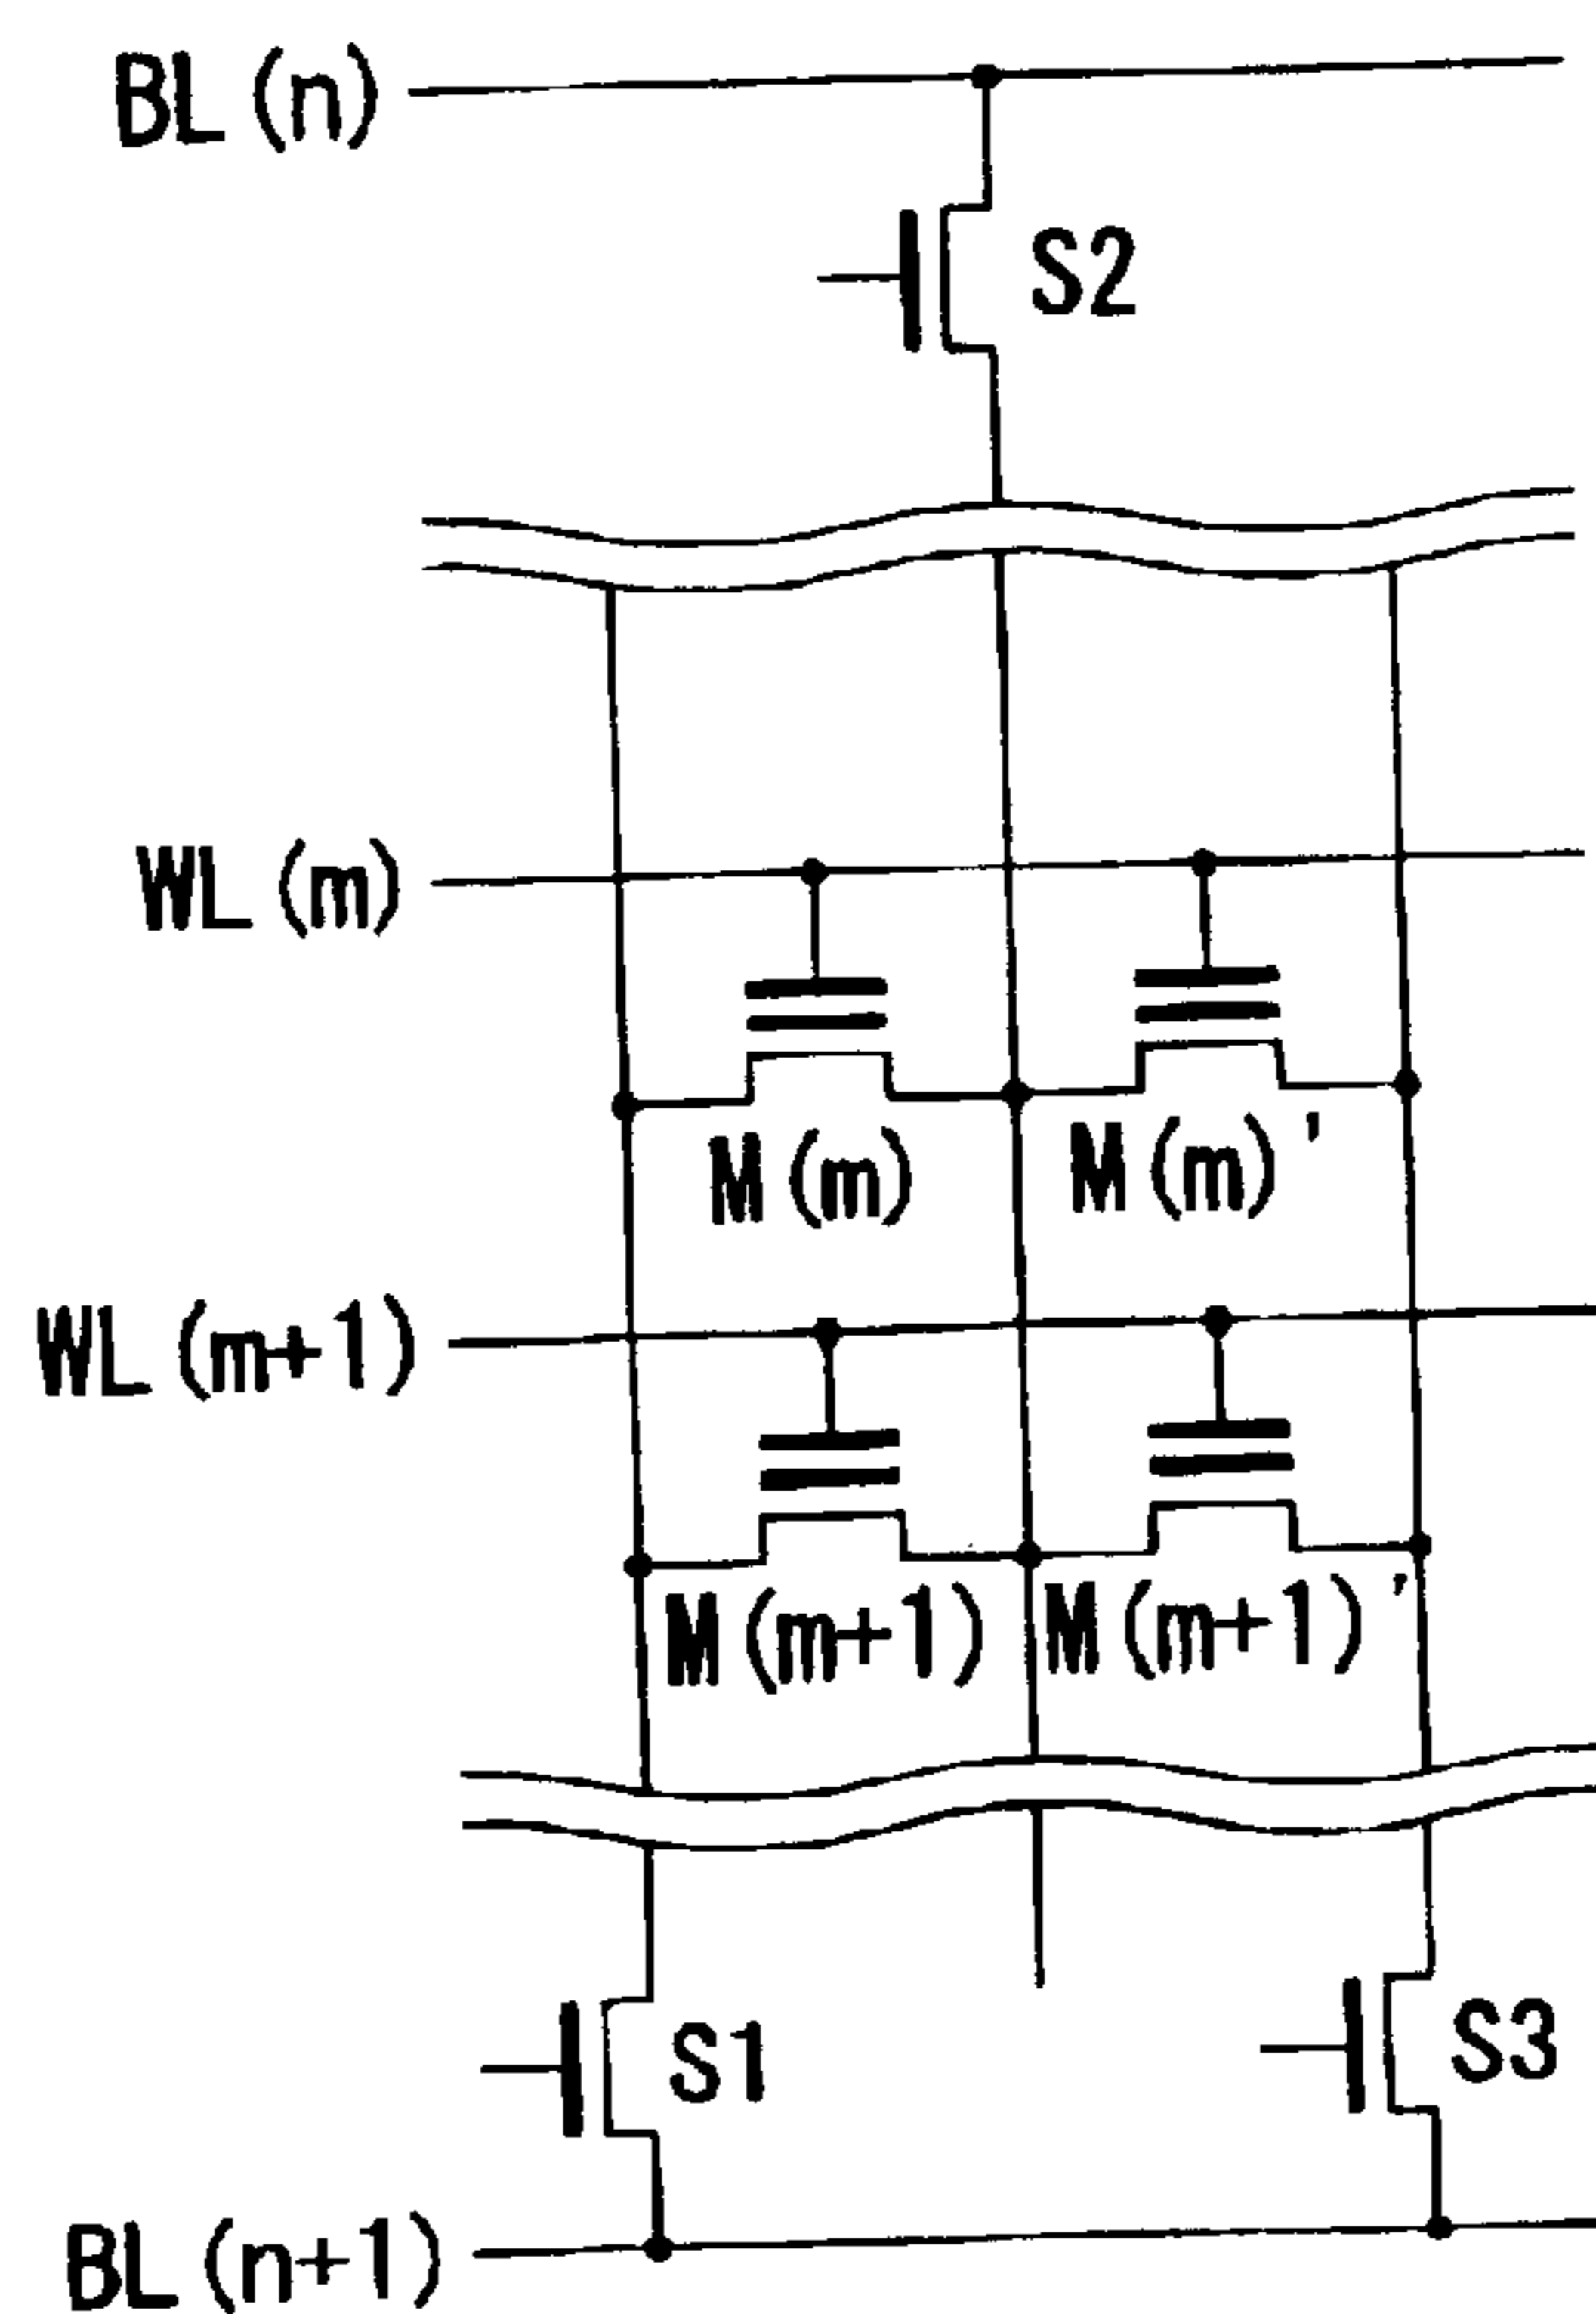 BL(n)
S2
WL(m)
M(m)
M(m)'
WL(m+1)
M(m+1)
M(m+1)'
S1
S3
BL(n+1)